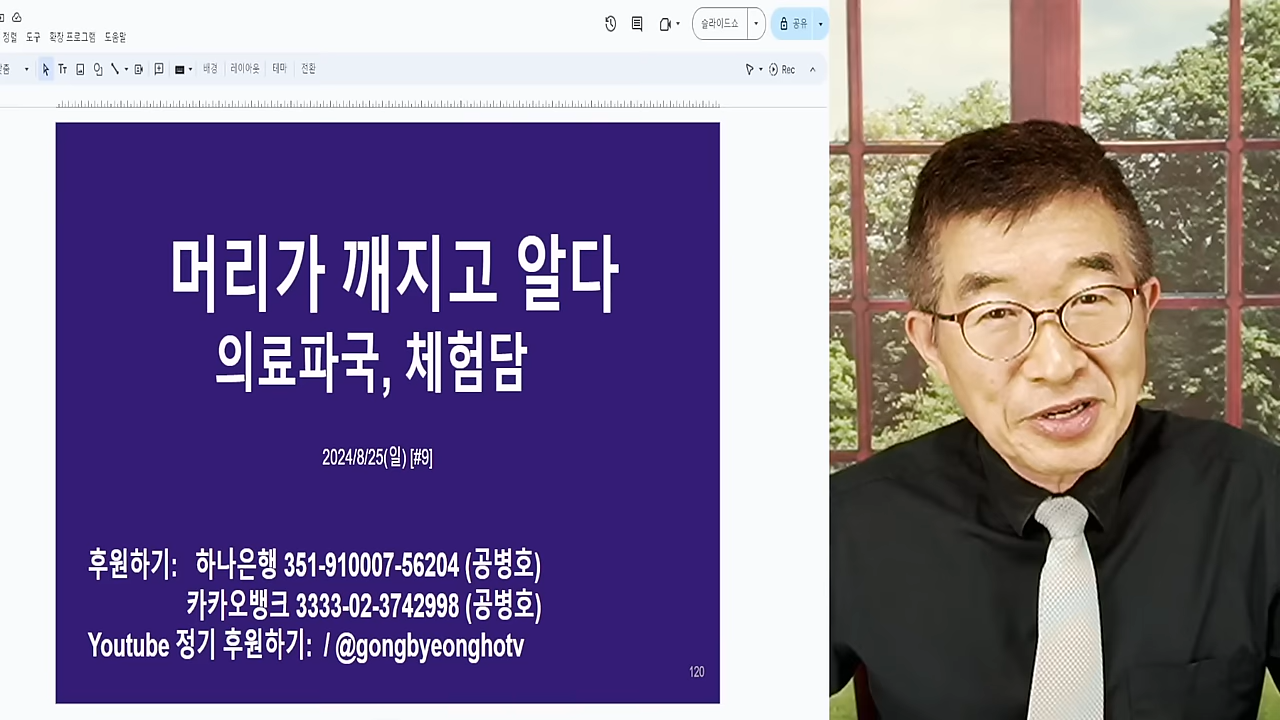 정렬 도구 확장 프로그램 도움말
슬라이드쇼
공유
배경 레이아웃 테마 전환
Rec
머리가 깨지고 알다
의료파국, 체험담
2024/8/25(일) [#9]
후원하기: 하나은행 351-910007-56204 (공병호)
카카오뱅크 3333-02-3742998 (공병호)
Youtube 정기 후원하기: / @gongbyeonghotv
120